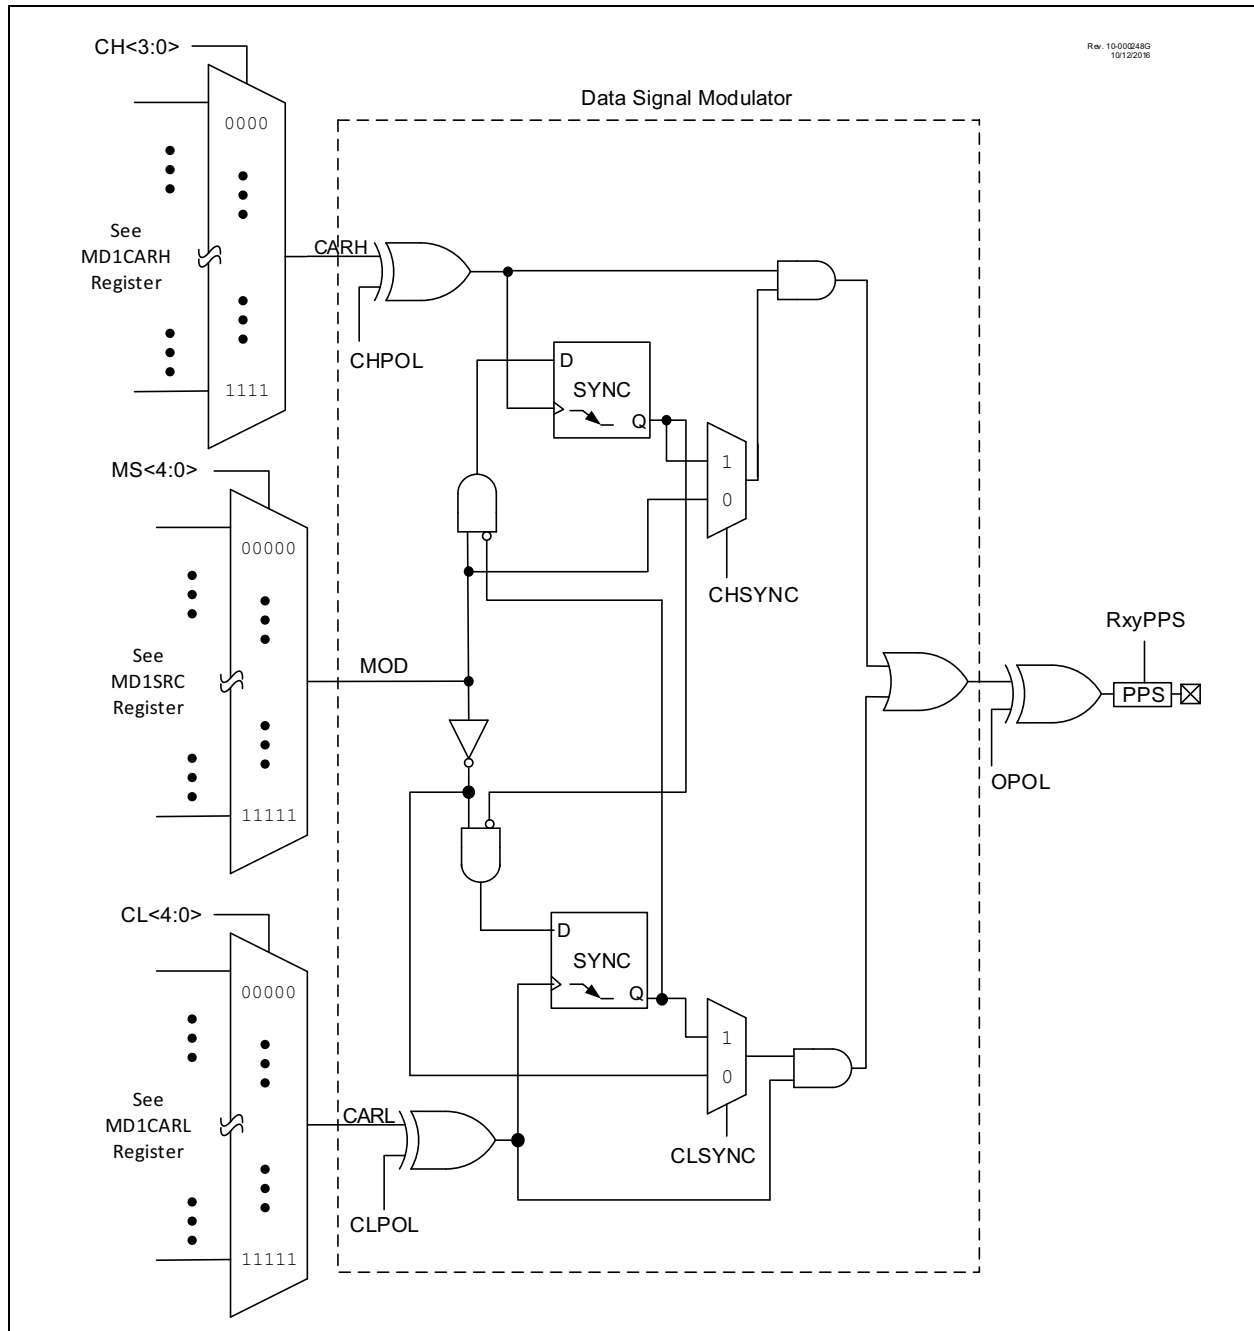 CH<3:0>
Rev. 10-000248G
10/12/2016
Data Signal Modulator
0000
See
MD1CARH
Register
CARH
CHPOL
D
SYNC
Q
1111
1
0
MS<4:0>
CHSYNC
00000
RxyPPS
See
MD1SRC
Register
MOD
PPS
OPOL
11111
CL<4:0>
D
SYNC
Q
00000
1
0
See
MD1CARL
Register
CARL
CLSYNC
CLPOL
11111